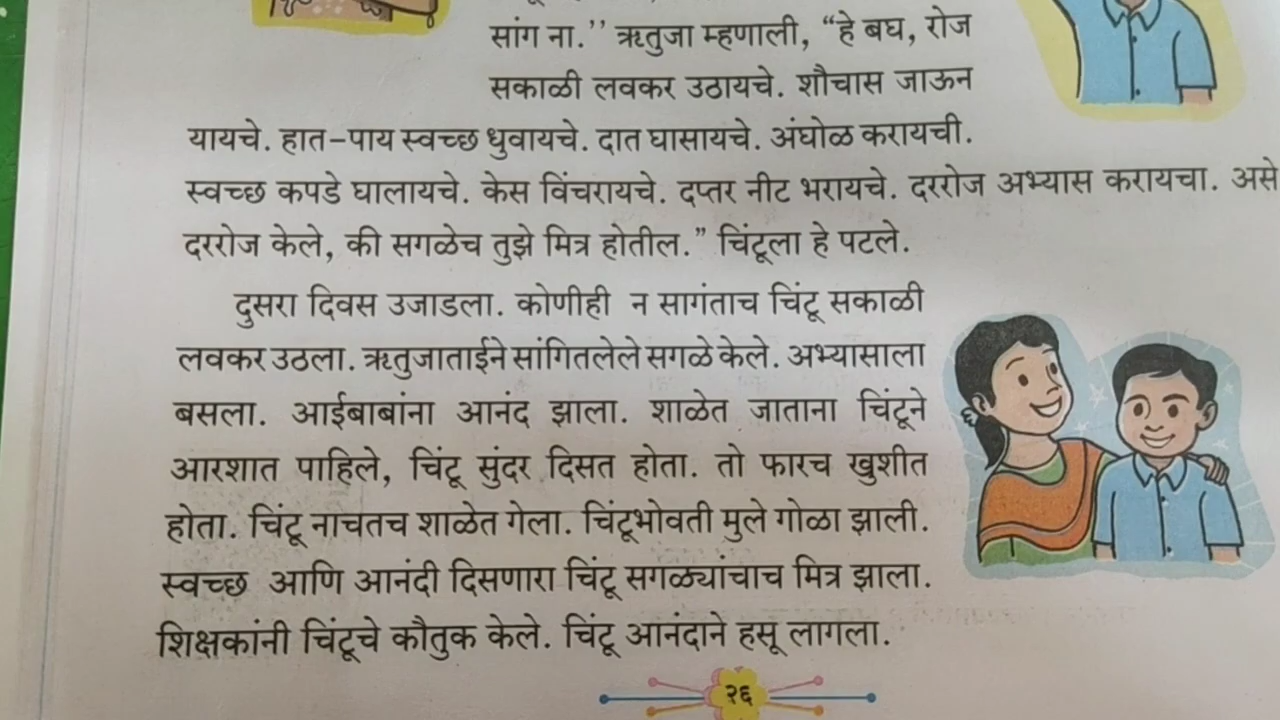 सांग ना.’’ ऋतुजा म्हणाली, “हे बघ, रोज
सकाळी लवकर उठायचे. शौचास जाऊन
यायचे. हात-पाय स्वच्छ धुवायचे. दात घासायचे. अंघोळ करायची.
स्वच्छ कपडे घालायचे. केस विंचरायचे. दप्तर नीट भरायचे. दररोज अभ्यास करायचा. असे
दररोज केले, की सगळेच तुझे मित्र होतील.” चिंटूला हे पटले.
दुसरा दिवस उजाडला. कोणीही न सागंताच चिंटू सकाळी
लवकर उठला. ऋतुजाताईने सांगितलेले सगळे केले. अभ्यासाला
बसला. आईबाबांना आनंद झाला. शाळेत जाताना चिंटूने
आरशात पाहिले, चिंटू सुंदर दिसत होता. तो फारच खुशीत
होता. चिंटू नाचतच शाळेत गेला. चिंटूभोवती मुले गोळा झाली.
स्वच्छ आणि आनंदी दिसणारा चिंटू सगळ्यांचाच मित्र झाला.
शिक्षकांनी चिंटूचे कौतुक केले. चिंटू आनंदाने हसू लागला.
२६